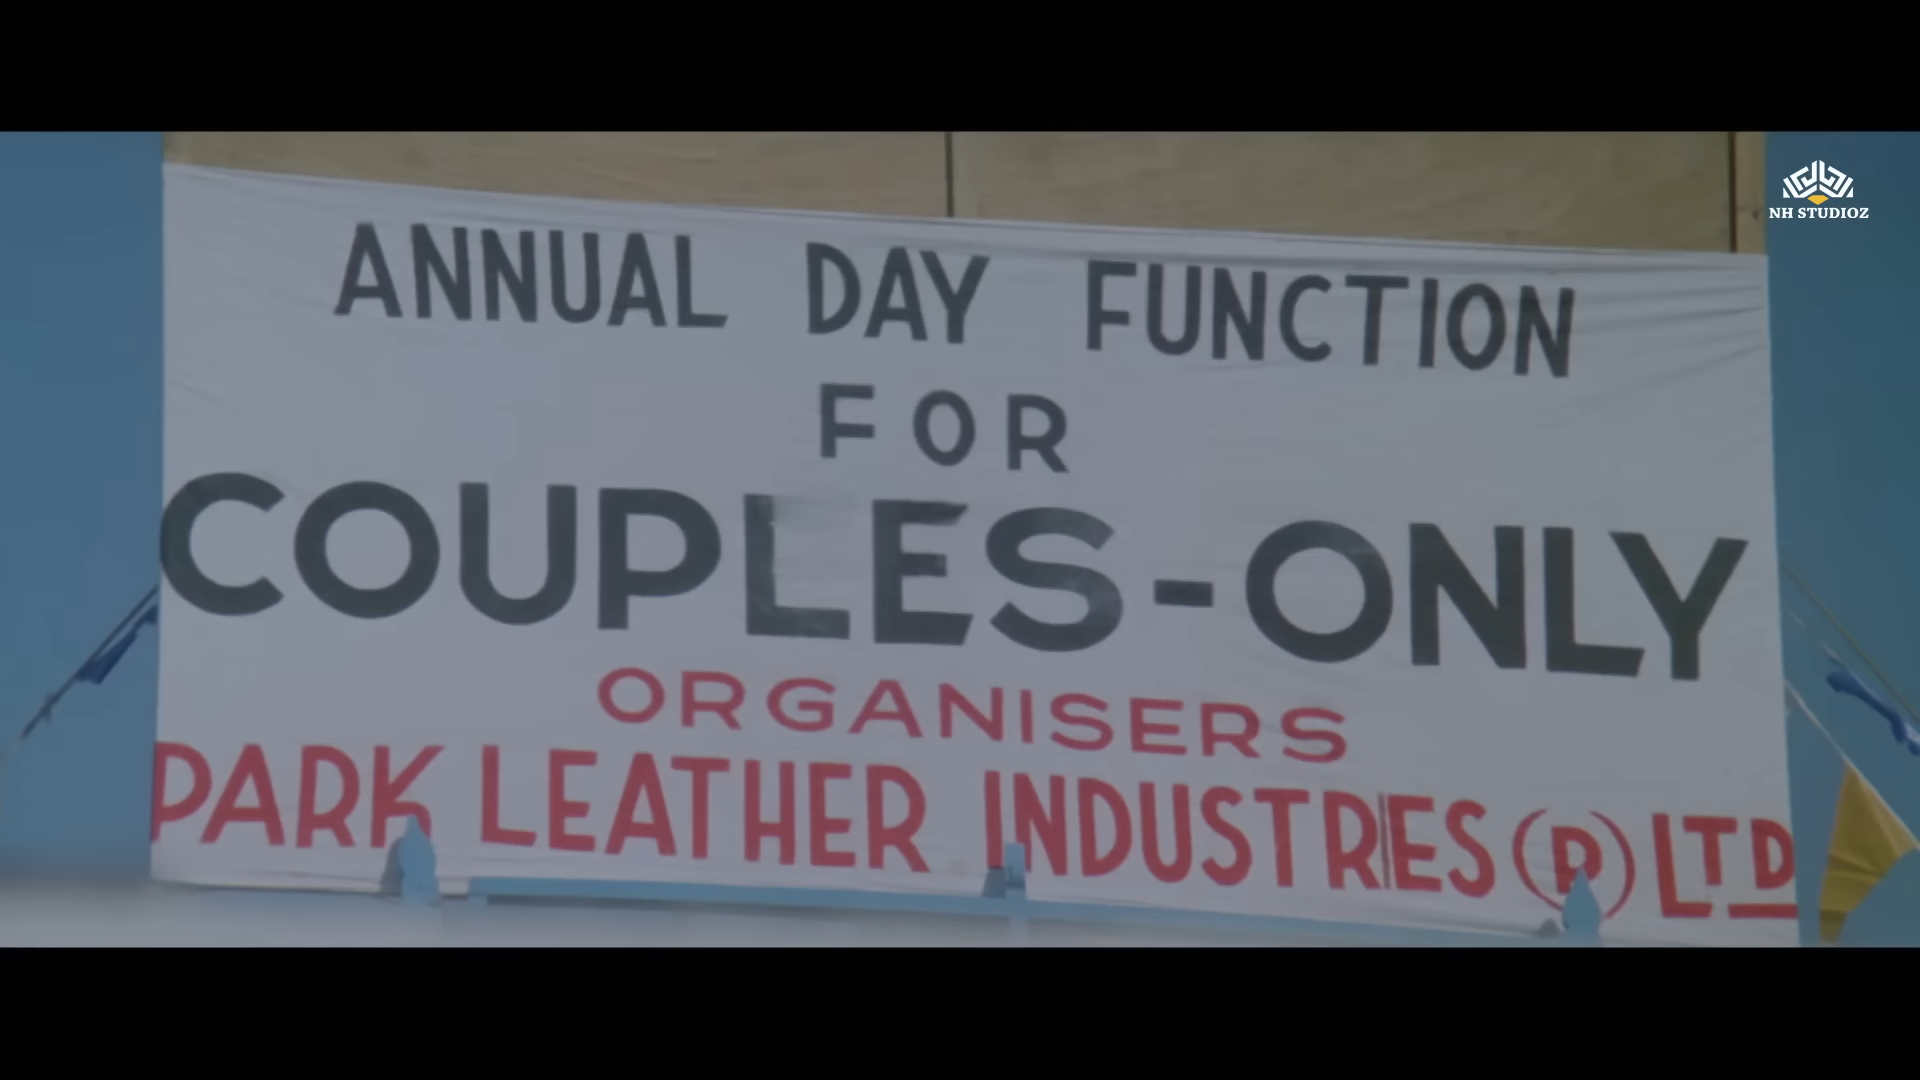 ANNUAL DAY FUNCTION
FOR
COUPLES-ONLY
ORGANISERS
PARK LEATHER INDUSTRIES (P) LTD
NH STUDIOZ